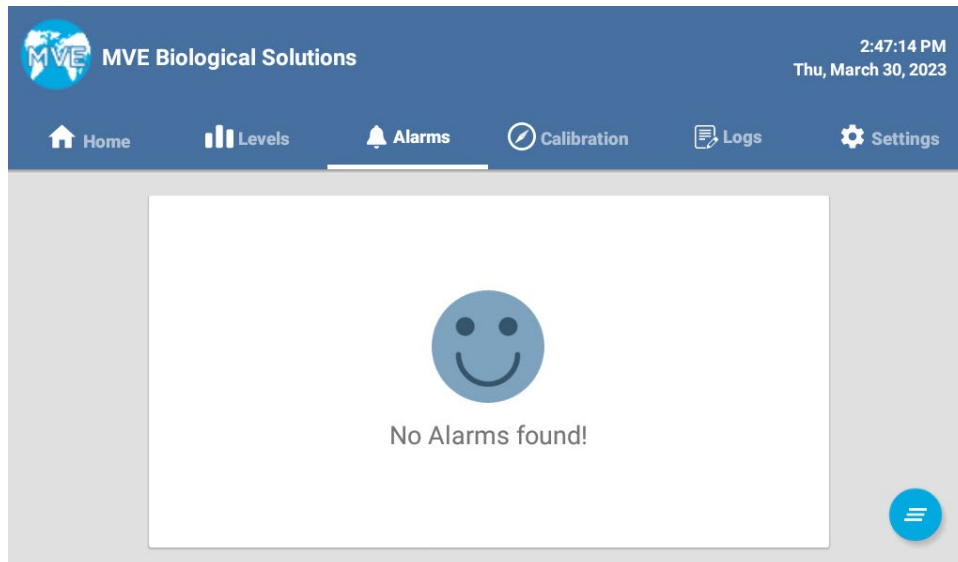 MVE
MVE Biological Solutions
2:47:14 PM
Thu, March 30, 2023
Home
Levels
Alarms
Calibration
Logs
Settings
No Alarms found!